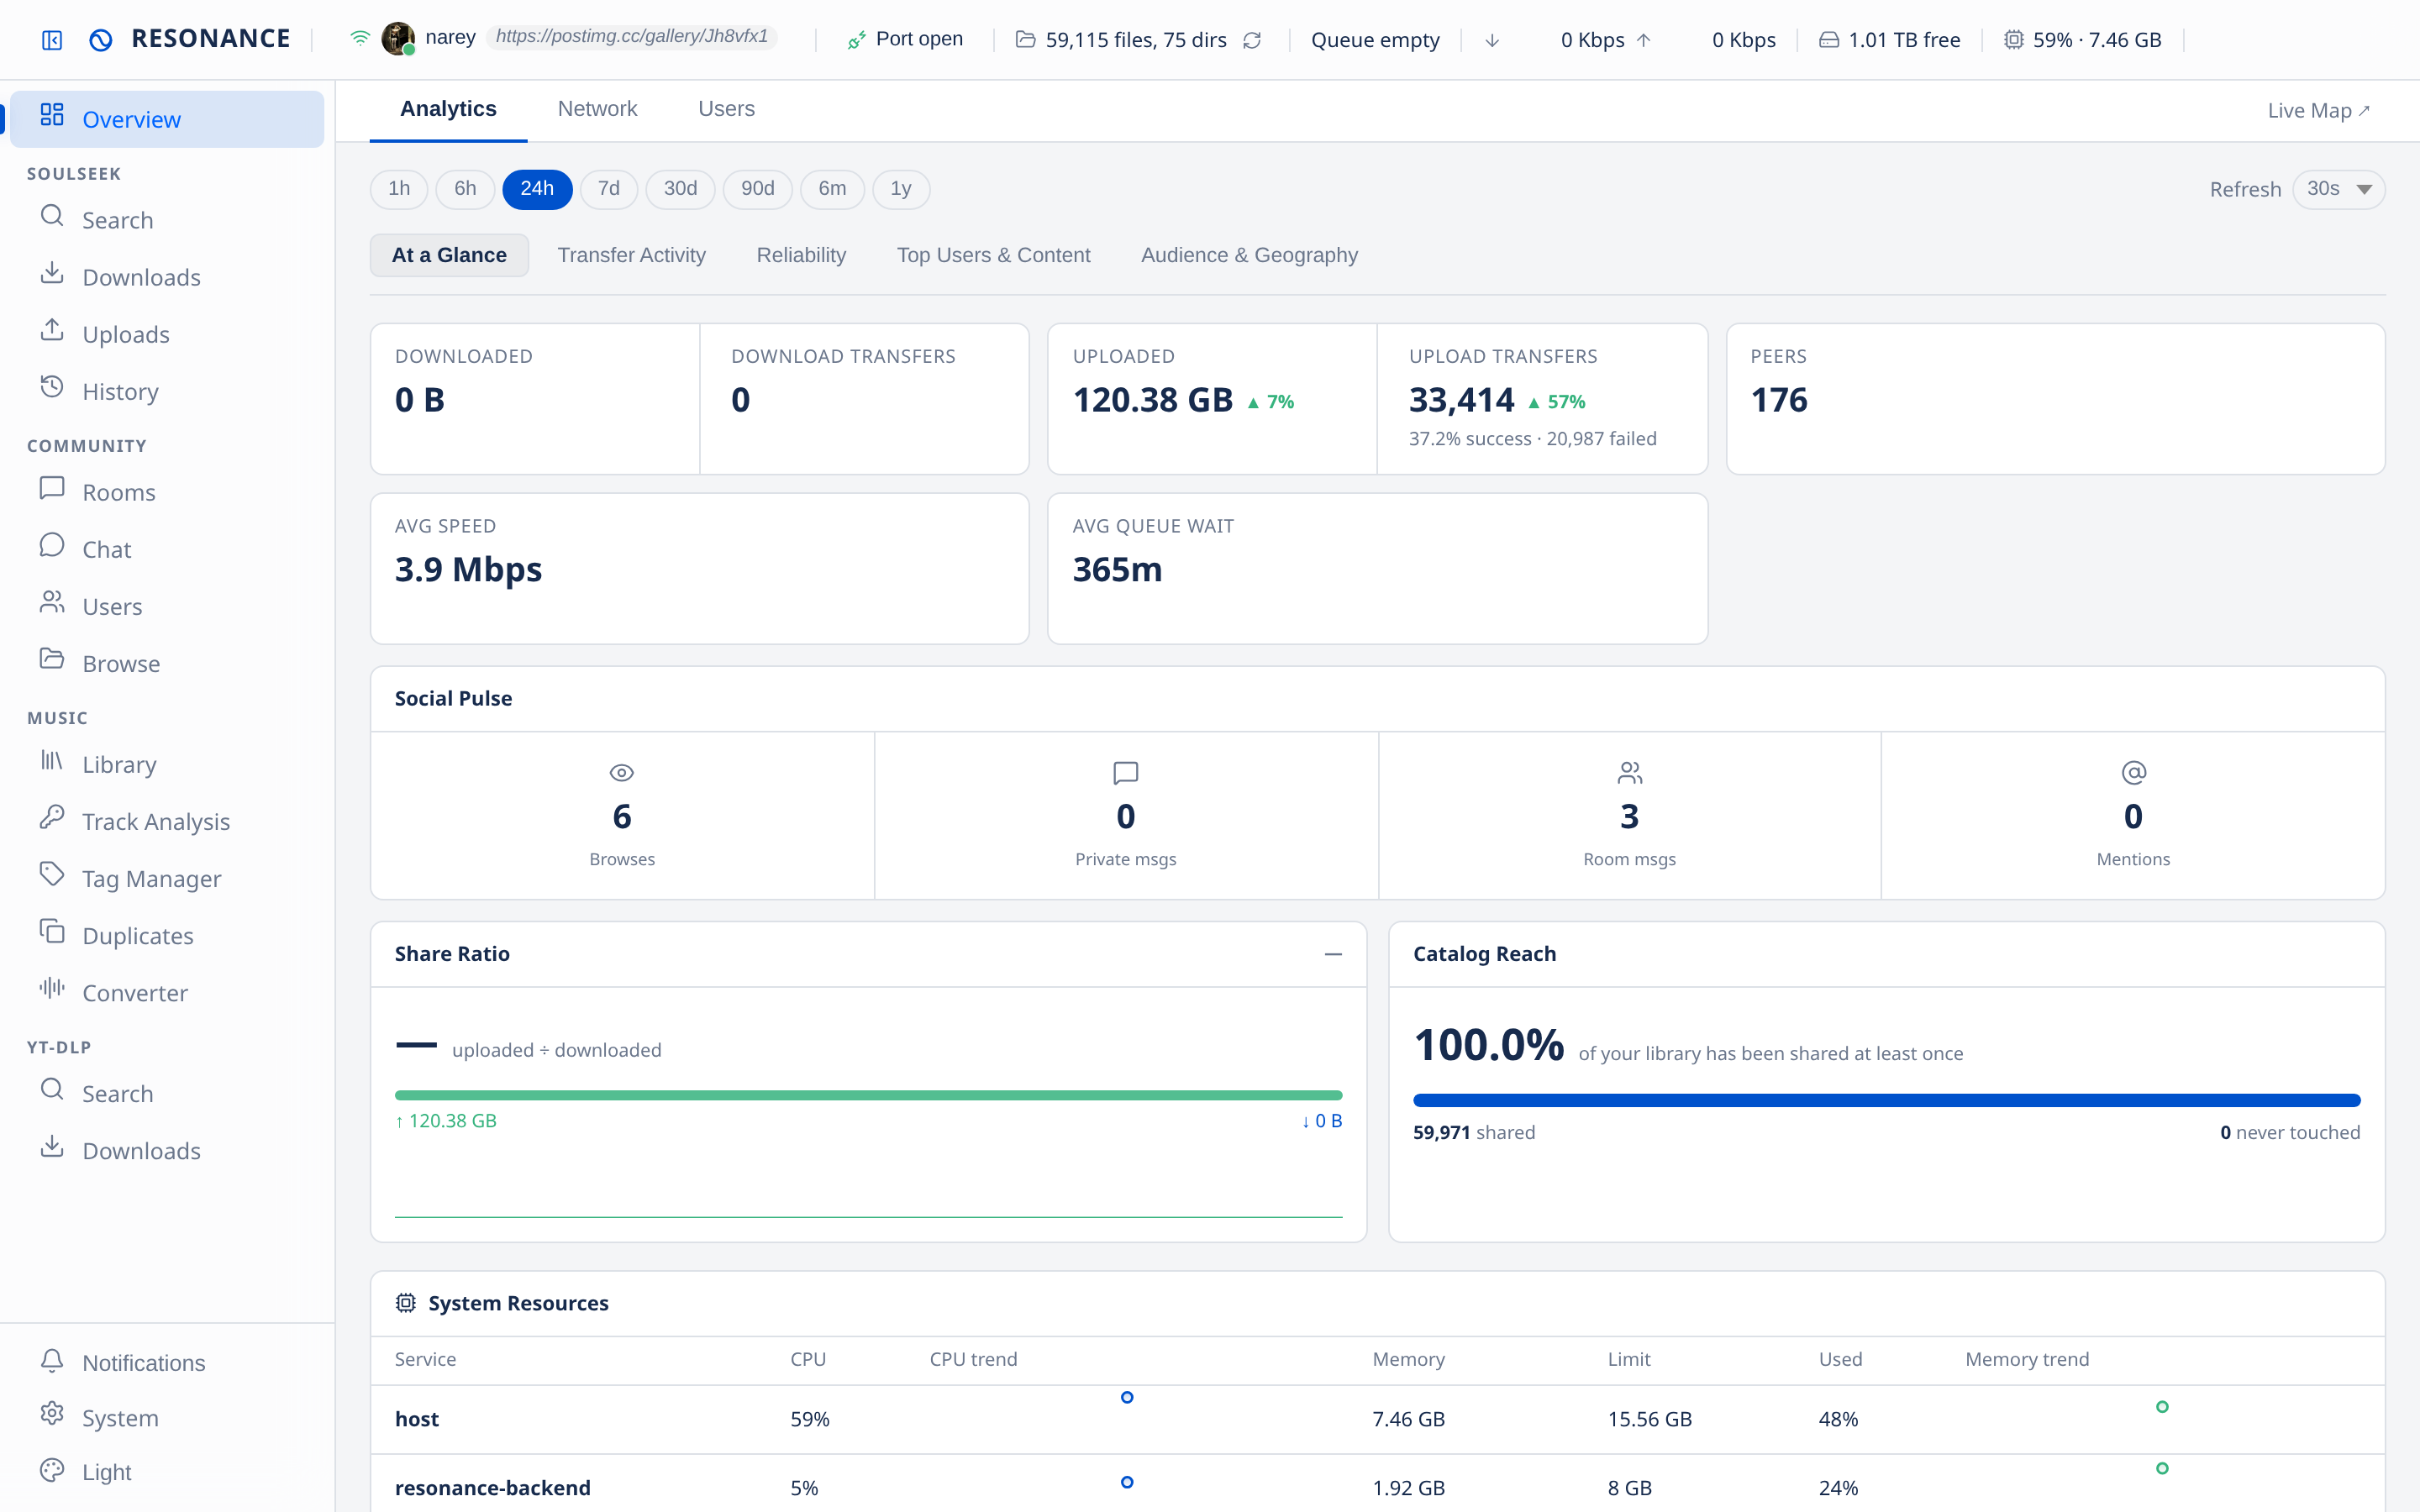 RESONANCE
narey https://postimg.cc/gallery/Jh8vfx1
Port open
59,115 files, 75 dirs
Queue empty
↓ 0 Kbps ↑ 0 Kbps
1.01 TB free
59% · 7.46 GB
Overview
SOULSEEK
Search
Downloads
Uploads
History
COMMUNITY
Rooms
Chat
Users
Browse
MUSIC
Library
Track Analysis
Tag Manager
Duplicates
Converter
YT-DLP
Search
Downloads
Notifications
System
Light
Analytics Network Users Live Map ↗
1h 6h 24h 7d 30d 90d 6m 1y Refresh 30s
At a Glance Transfer Activity Reliability Top Users & Content Audience & Geography
DOWNLOADED
0 B
DOWNLOAD TRANSFERS
0
UPLOADED
120.38 GB ▲ 7%
UPLOAD TRANSFERS
33,414 ▲ 57%
37.2% success · 20,987 failed
PEERS
176
AVG SPEED
3.9 Mbps
AVG QUEUE WAIT
365m
Social Pulse
6
Browses
0
Private msgs
3
Room msgs
0
Mentions
Share Ratio —
— uploaded ÷ downloaded
↑ 120.38 GB ↓ 0 B
Catalog Reach
100.0% of your library has been shared at least once
59,971 shared 0 never touched
System Resources
Service CPU CPU trend Memory Limit Used Memory trend
host 59% 7.46 GB 15.56 GB 48%
resonance-backend 5% 1.92 GB 8 GB 24%